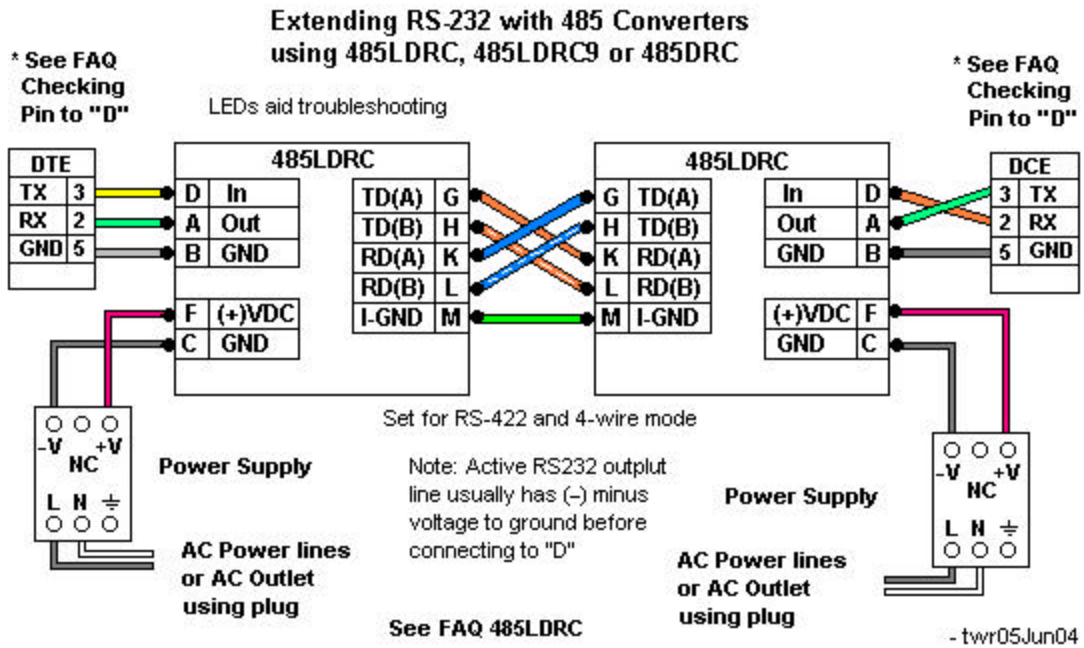 Extending RS-232 with 485 Converters
using 485LDRC, 485LDRC9 or 485DRC
* See FAQ
Checking
Pin to "D"
* See FAQ
Checking
Pin to "D"
LEDs aid troubleshooting
DTE
TX 3
RX 2
GND 5
485LDRC
D In
A Out
B GND
F (+)VDC
C GND
TD(A) G
TD(B) H
RD(A) K
RD(B) L
I-GND M
485LDRC
G TD(A)
H TD(B)
K RD(A)
L RD(B)
M I-GND
In D
Out A
GND B
(+)VDC F
GND C
DCE
3 TX
2 RX
5 GND
Set for RS-422 and 4-wire mode
-V +V
NC
L N
Power Supply
AC Power lines
or AC Outlet
using plug
Note: Active RS232 outplut
line usually has (–) minus
voltage to ground before
connecting to "D"
Power Supply
-V +V
NC
L N
AC Power lines
or AC Outlet
using plug
See FAQ 485LDRC
- twr05Jun04